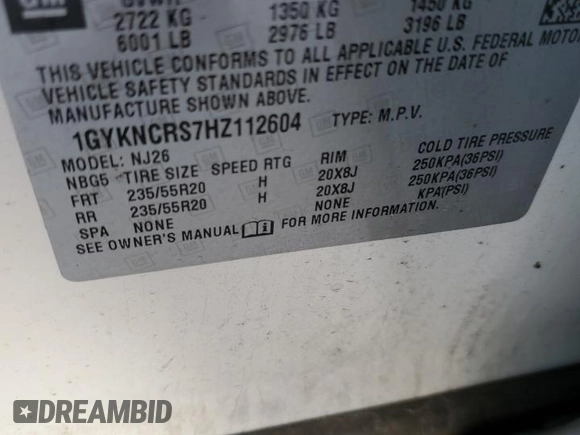 GM
2722 KG 1350 KG 1450 KG
6001 LB 2976 LB 3196 LB
THIS VEHICLE CONFORMS TO ALL APPLICABLE U.S. FEDERAL MOTOR
VEHICLE SAFETY STANDARDS IN EFFECT ON THE DATE OF
MANUFACTURE SHOWN ABOVE.
1GYKNCRS7HZ112604 TYPE: M.P.V.
MODEL: NJ26
NBG5 TIRE SIZE SPEED RTG RIM COLD TIRE PRESSURE
FRT 235/55R20 H 20X8J 250KPA(36PSI)
RR 235/55R20 H 20X8J 250KPA(36PSI)
SPA NONE NONE KPA(PSI)
SEE OWNER'S MANUAL FOR MORE INFORMATION.
DREAMBID